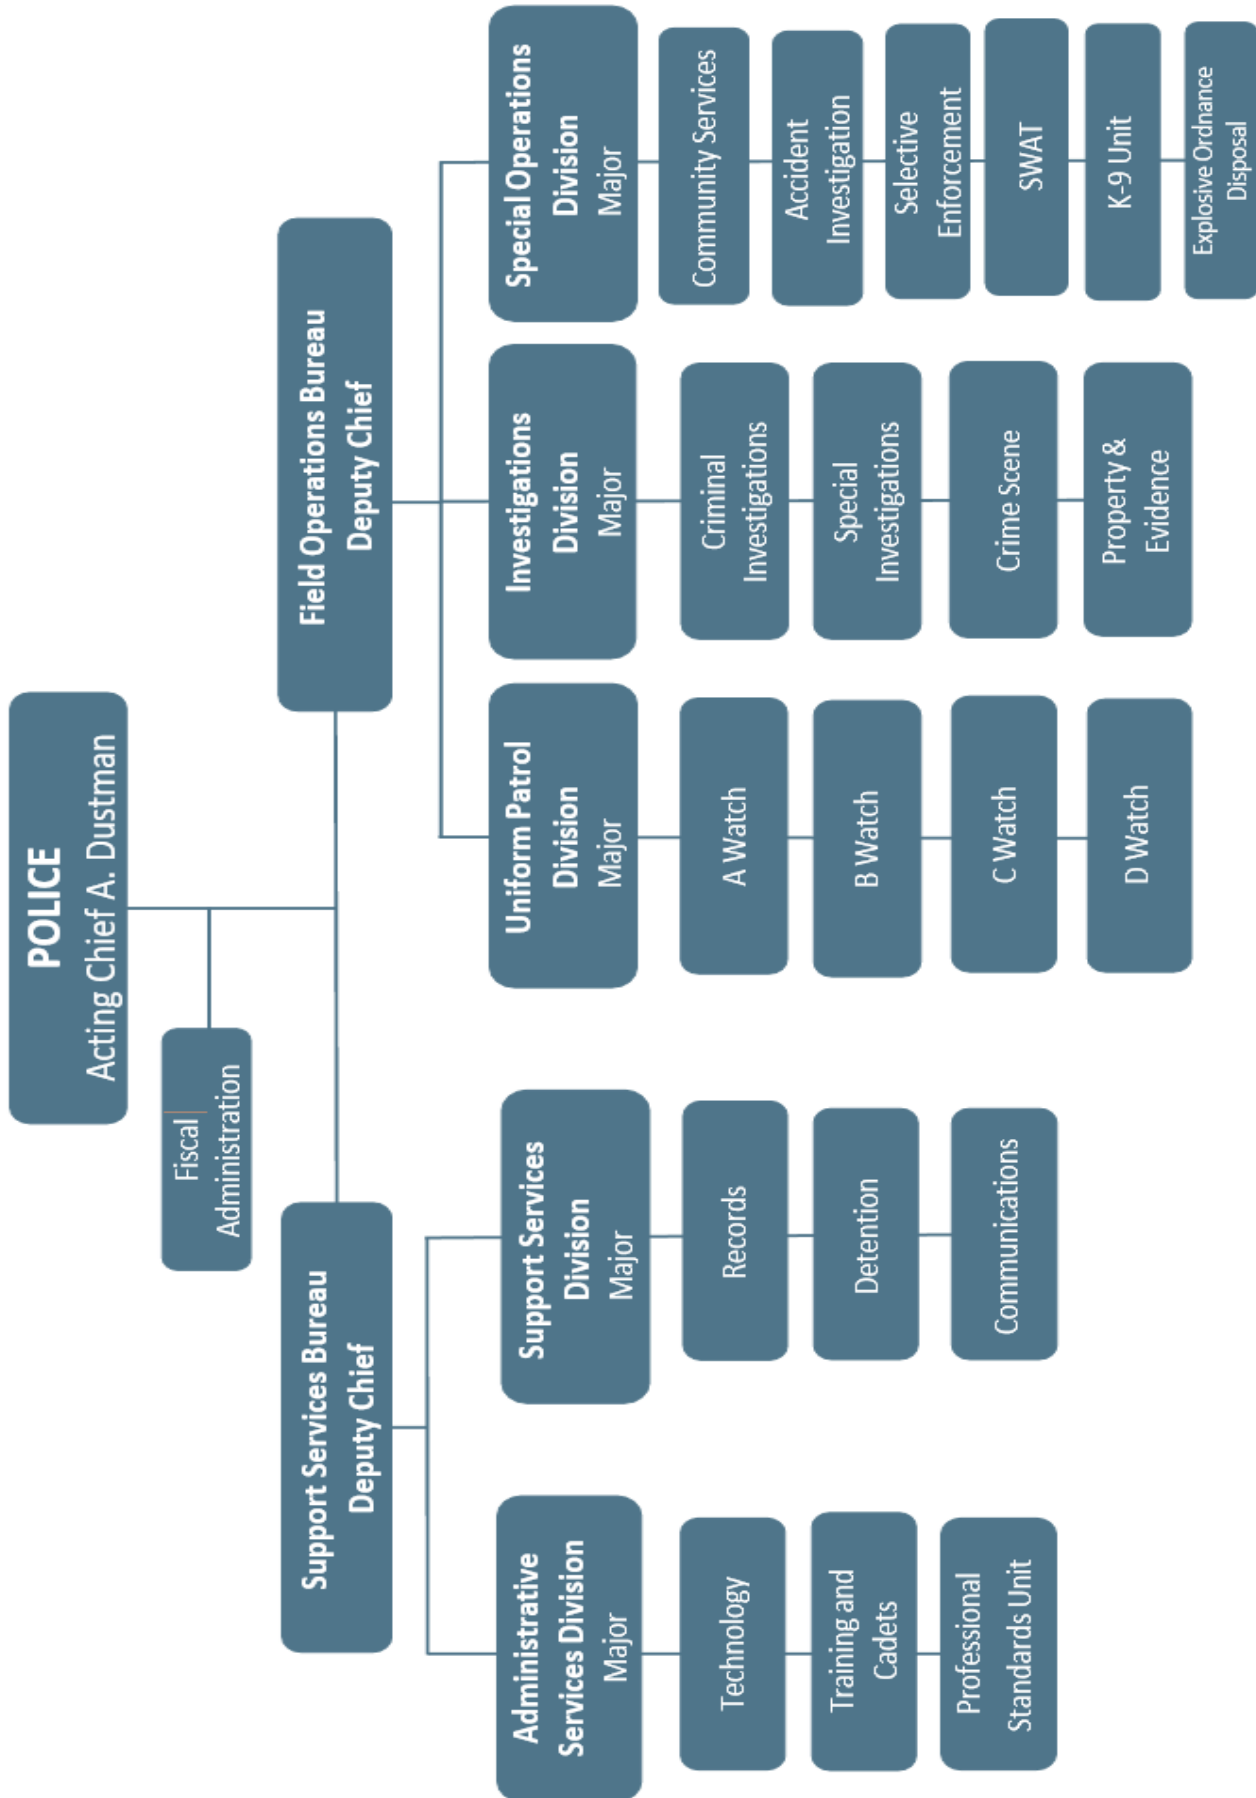 POLICE
Acting Chief A. Dustman
Fiscal
Administration
Support Services Bureau
Deputy Chief
Field Operations Bureau
Deputy Chief
Administrative
Services Division
Major
Technology
Training and
Cadets
Professional
Standards Unit
Support Services
Division
Major
Records
Detention
Communications
Uniform Patrol
Division
Major
A Watch
B Watch
C Watch
D Watch
Investigations
Division
Major
Criminal
Investigations
Special
Investigations
Crime Scene
Property &
Evidence
Special Operations
Division
Major
Community Services
Accident
Investigation
Selective
Enforcement
SWAT
K-9 Unit
Explosive Ordnance
Disposal